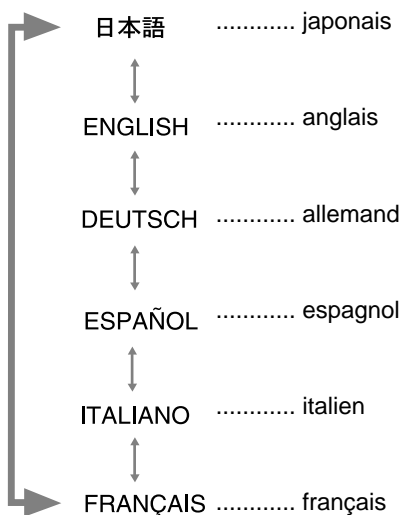 日本語 ............ japonais
ENGLISH ............ anglais
DEUTSCH ............ allemand
ESPAÑOL ............ espagnol
ITALIANO ............ italien
FRANÇAIS ............ français